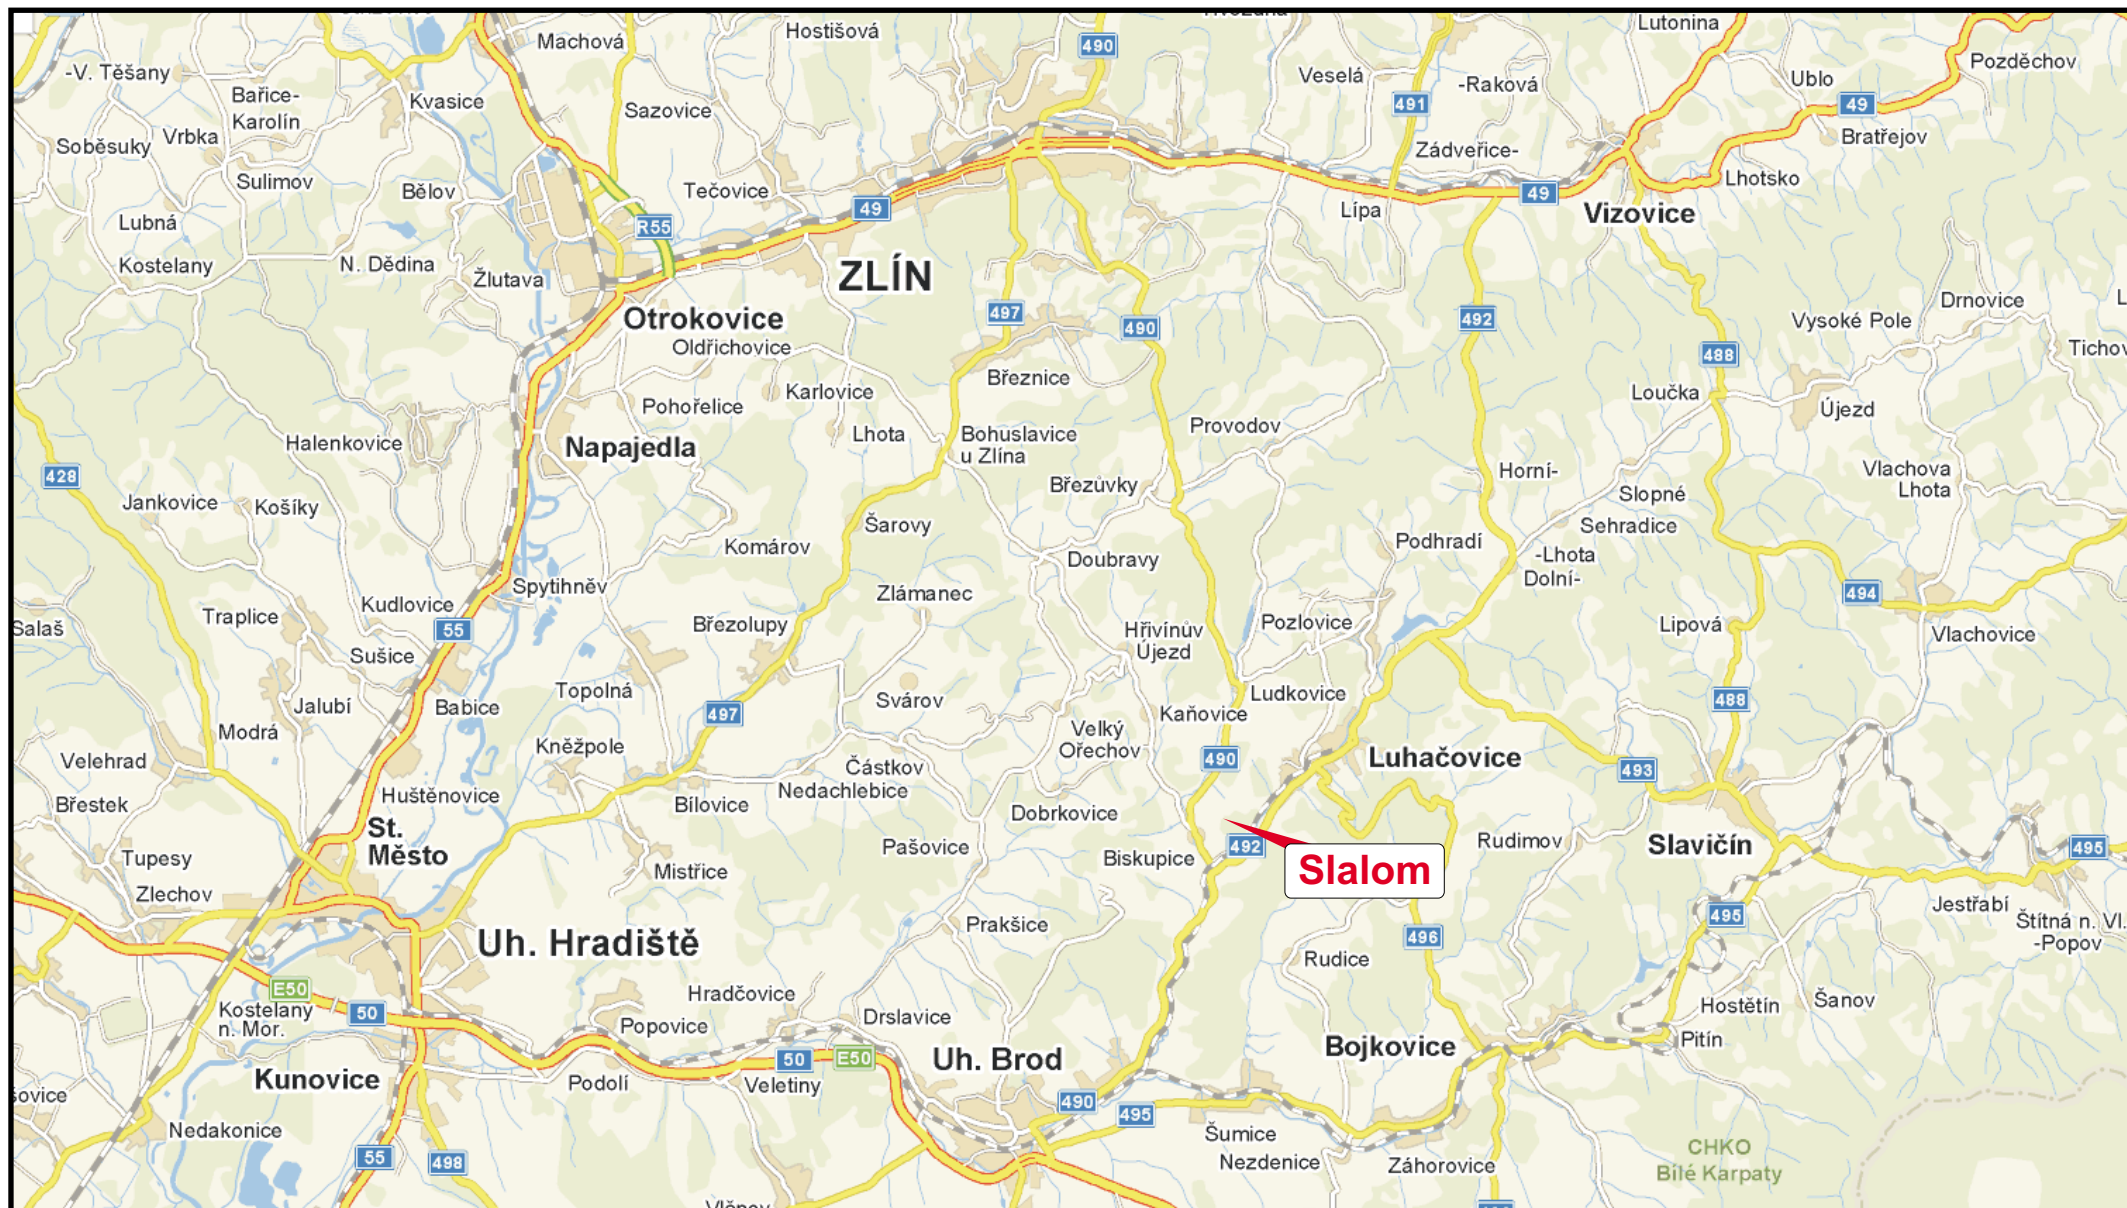 Machová
Hostišová
490
Lutonina
-V. Těšany
Veselá
-Raková
Ublo
Pozděchov
Bařice-
Karolín
Kvasice
Sazovice
491
49
Bratřejov
Soběsuky
Vrbka
Zádveřice-
Sulimov
Bělov
Tečovice
49
49
Lhotsko
Lípa
Vizovice
Lubná
R55
Kostelany
N. Dědina
Žlutava
ZLÍN
Otrokovice
497
490
492
Drnovice
Vysoké Pole
488
Oldřichovice
Březnice
Karlovice
Loučka
Újezd
Pohořelice
Halenkovice
Napajedla
Lhota
Bohuslavice
u Zlína
Provodov
428
Březůvky
Horní-
Vlachova
Lhota
Slopné
Jankovice
Košíky
Šarovy
Sehradice
Komárov
Podhradí
-Lhota
Dolní-
Doubravy
Spytihněv
Zlámanec
494
Kudlovice
Traplice
Salaš
55
Březolupy
Hřivínův
Újezd
Pozlovice
Lipová
Vlachovice
Sušice
Topolná
Svárov
Ludkovice
488
Jalubí
Babice
497
Kaňovice
Modrá
Velký
Ořechov
Kněžpole
Velehrad
490
Luhačovice
493
Částkov
Nedachlebice
Břestek
Huštěnovice
Bílovice
Dobrkovice
St.
Město
Pašovice
Biskupice
492
Rudimov
Slavičín
495
Tupesy
Slalom
Mistřice
Zlechov
Jestřabí
Štítná n. Vl.
-Popov
495
Prakšice
Uh. Hradiště
496
Rudice
E50
Hradčovice
Kostelany
n. Mor.
50
Popovice
Drslavice
Hostětín
Šanov
Bojkovice
Pitín
50
E50
Uh. Brod
Kunovice
Podolí
Veletiny
490
495
Nedakonice
Šumice
Nezdenice
Záhorovice
55
498
CHKO
Bílé Karpaty